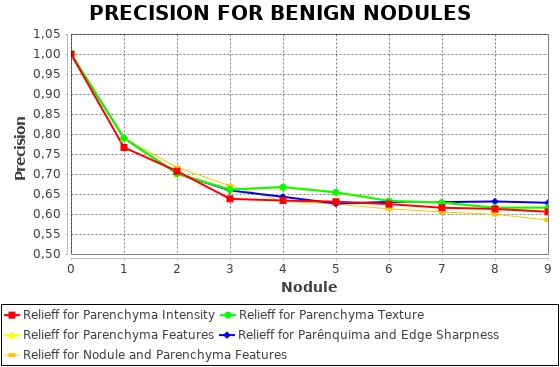 PRECISION FOR BENIGN NODULES
1,05
1,00
0,95
0,90
0,85
0,80
0,75
0,70
0,65
0,60
0,55
0,50
Precision
0 1 2 3 4 5 6 7 8 9
Nodule
Relieff for Parenchyma Intensity Relieff for Parenchyma Texture
Relieff for Parenchyma Features Relieff for Parênquima and Edge Sharpness
Relieff for Nodule and Parenchyma Features